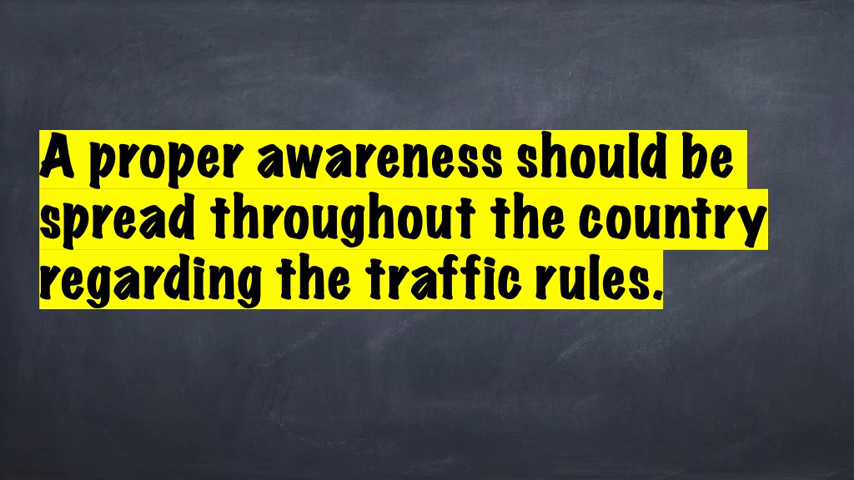 A proper awareness should be
spread throughout the country
regarding the traffic rules.